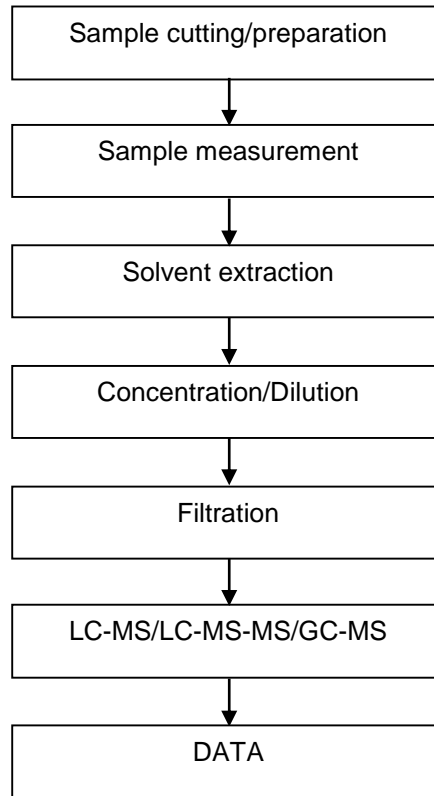 Sample cutting/preparation
Sample measurement
Solvent extraction
Concentration/Dilution
Filtration
LC-MS/LC-MS-MS/GC-MS
DATA